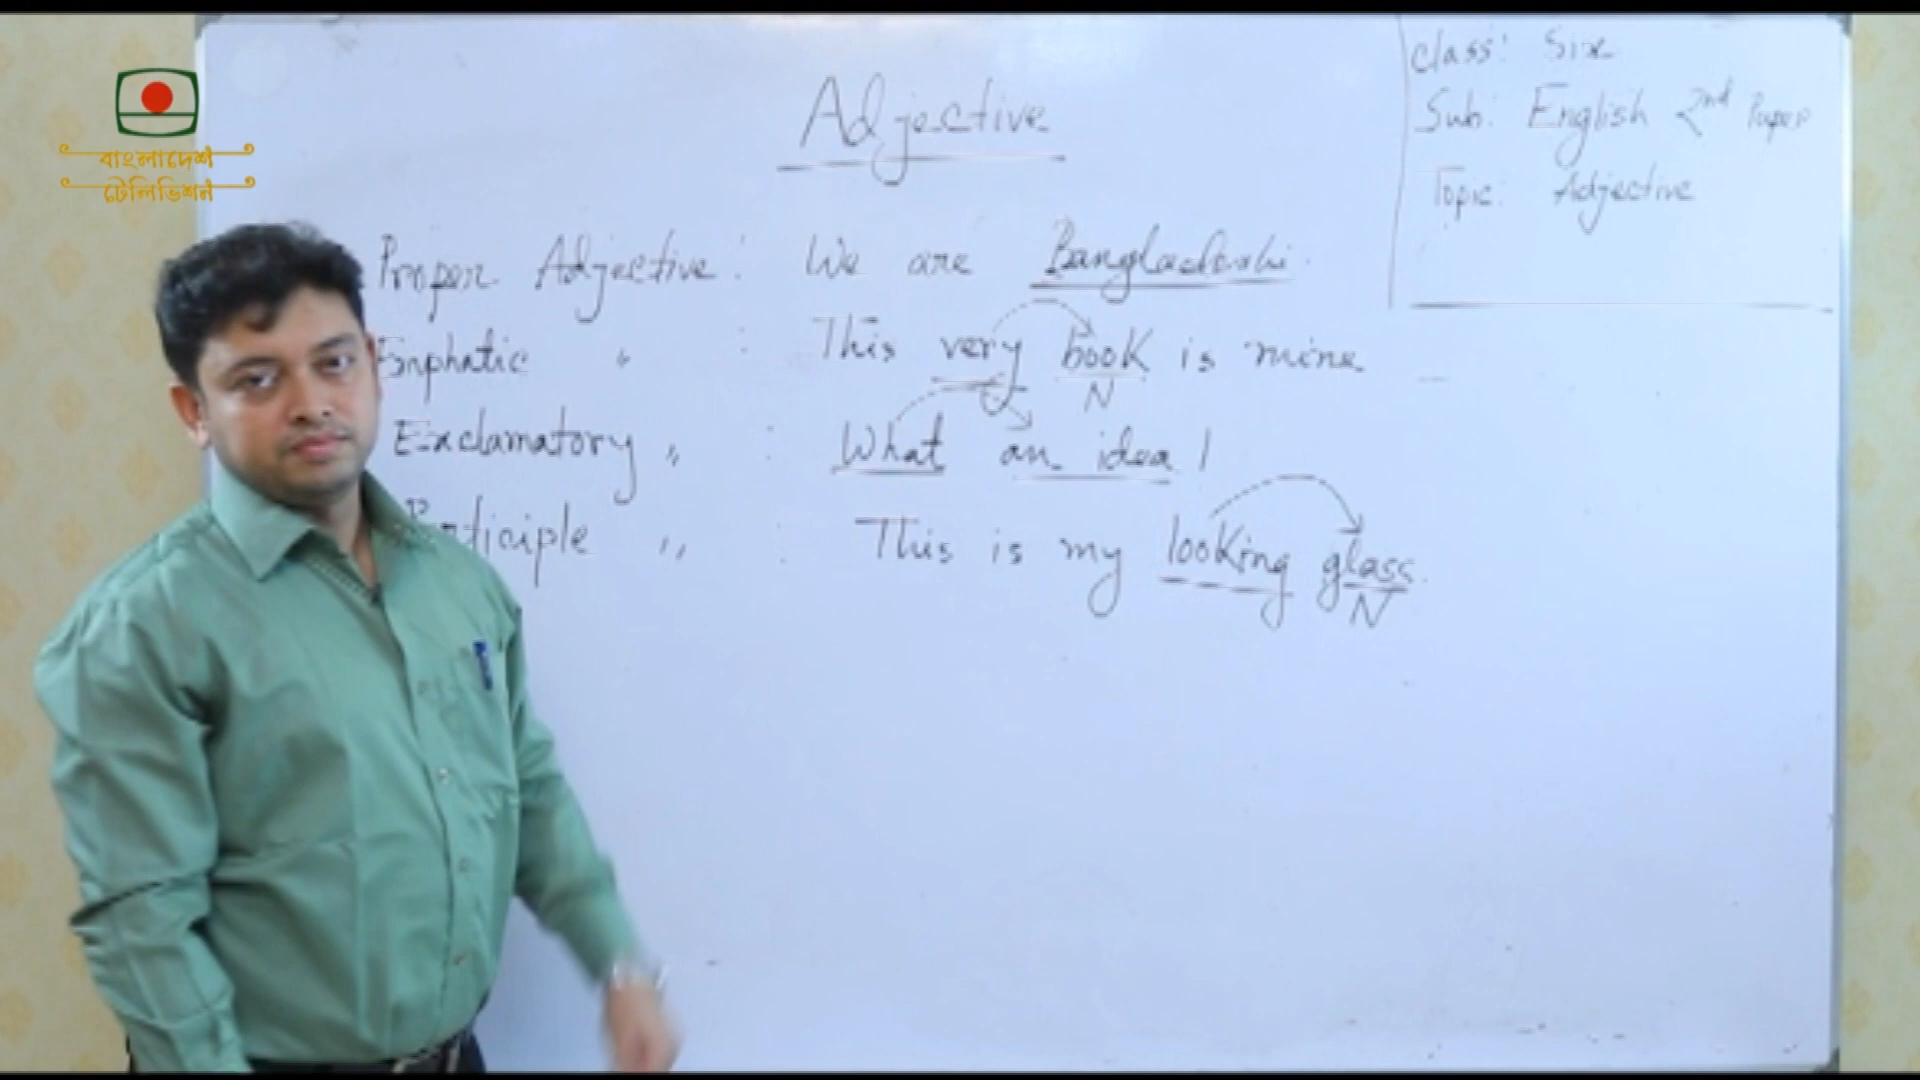 বাংলাদেশ
টেলিভিশন
Class: Six
Sub: English 2nd Paper
Topic: Adjective
Adjective
Proper Adjective: We are Bangladeshi.
Emphatic " : This very book is mine
N
Exclamatory " : What an idea!
Participle " : This is my looking glass.
N